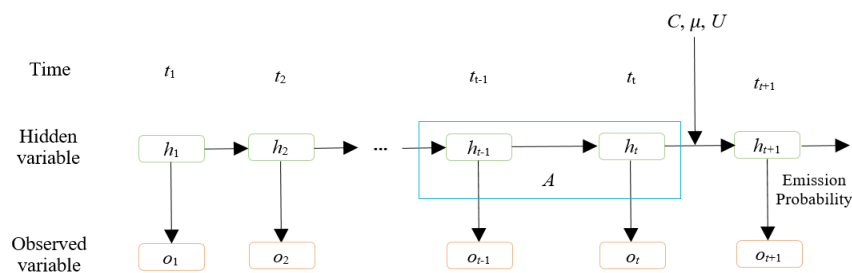 C, μ, U
Time t₁ t₂ tₜ₋₁ tₜ tₜ₊₁
Hidden
variable
h₁ h₂ ... hₜ₋₁ hₜ hₜ₊₁
A
Emission
Probability
Observed
variable
o₁ o₂ oₜ₋₁ oₜ oₜ₊₁